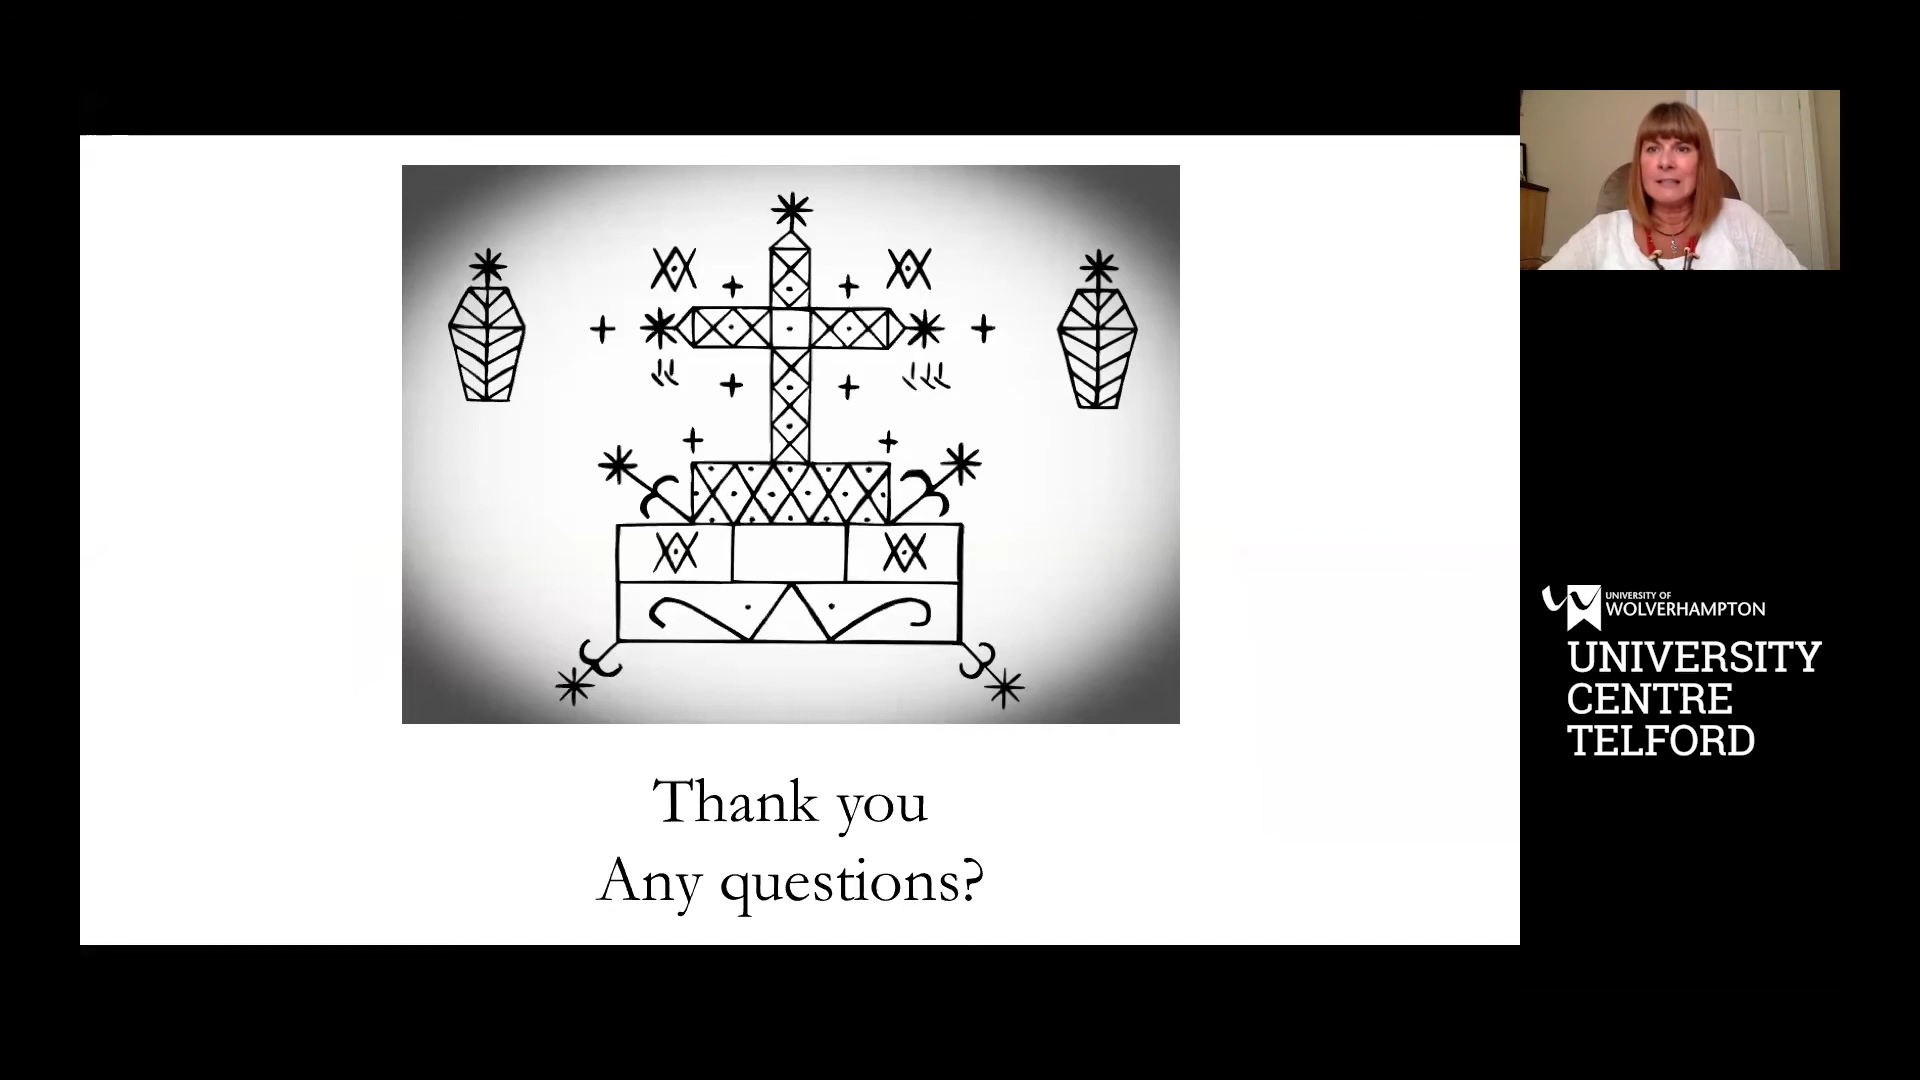 Thank you
Any questions?
UNIVERSITY OF
WOLVERHAMPTON
UNIVERSITY
CENTRE
TELFORD